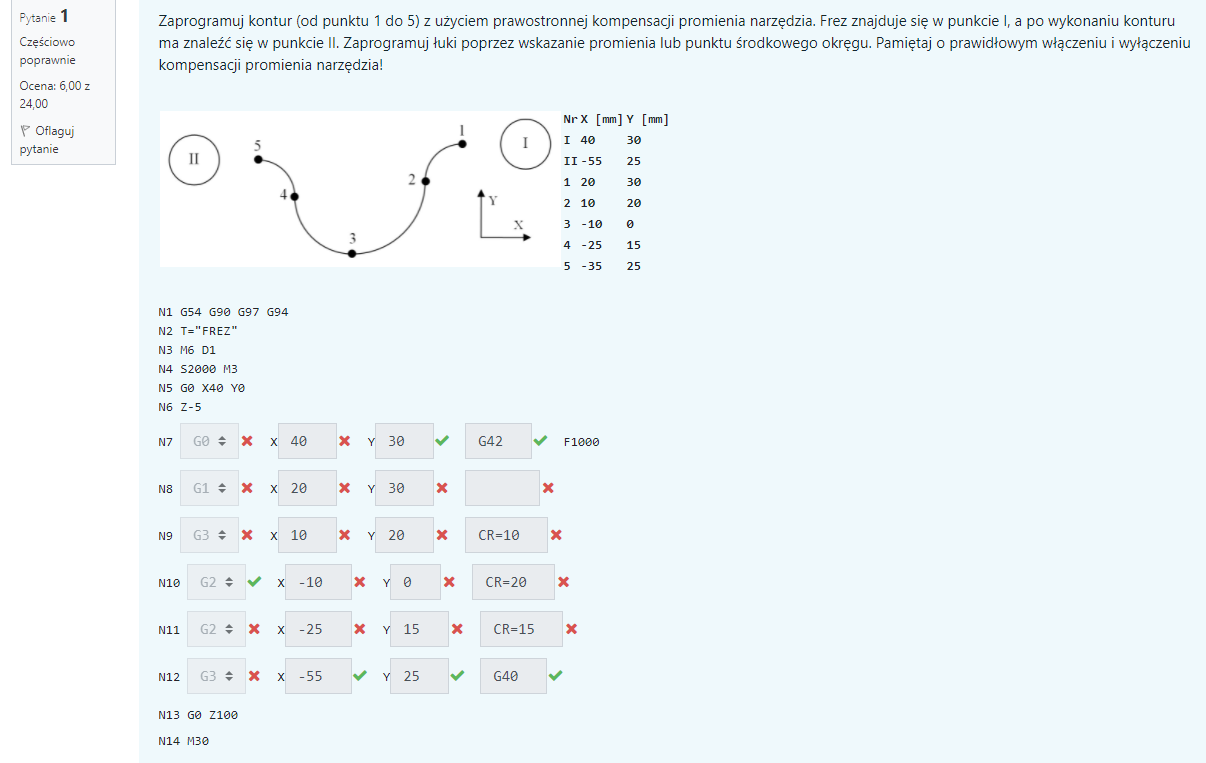 Pytanie 1
Częściowo
poprawnie
Ocena: 6,00 z
24,00
Oflaguj
pytanie
Zaprogramuj kontur (od punktu 1 do 5) z użyciem prawostronnej kompensacji promienia narzędzia. Frez znajduje się w punkcie I, a po wykonaniu konturu
ma znaleźć się w punkcie II. Zaprogramuj łuki poprzez wskazanie promienia lub punktu środkowego okręgu. Pamiętaj o prawidłowym włączeniu i wyłączeniu
kompensacji promienia narzędzia!
II
5
4
3
2
1
I
Y
X
Nr X [mm] Y [mm]
I 40 30
II -55 25
1 20 30
2 10 20
3 -10 0
4 -25 15
5 -35 25
N1 G54 G90 G97 G94
N2 T="FREZ"
N3 M6 D1
N4 S2000 M3
N5 G0 X40 Y0
N6 Z-5
N7 G0 X 40 Y 30 G42 F1000
N8 G1 X 20 Y 30
N9 G3 X 10 Y 20 CR=10
N10 G2 X -10 Y 0 CR=20
N11 G2 X -25 Y 15 CR=15
N12 G3 X -55 Y 25 G40
N13 G0 Z100
N14 M30